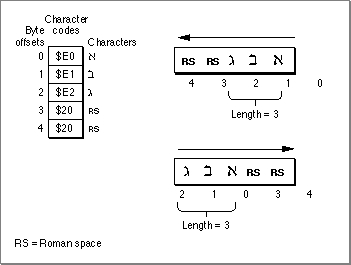 Character
Byte codes
offsets Characters
0 $E0 א
1 $E1 ב
2 $E2 ג
3 $20 RS
4 $20 RS
RS RS ג ב א
4 3 2 1 0
Length = 3
ג ב א RS RS
2 1 0 3 4
Length = 3
RS = Roman space